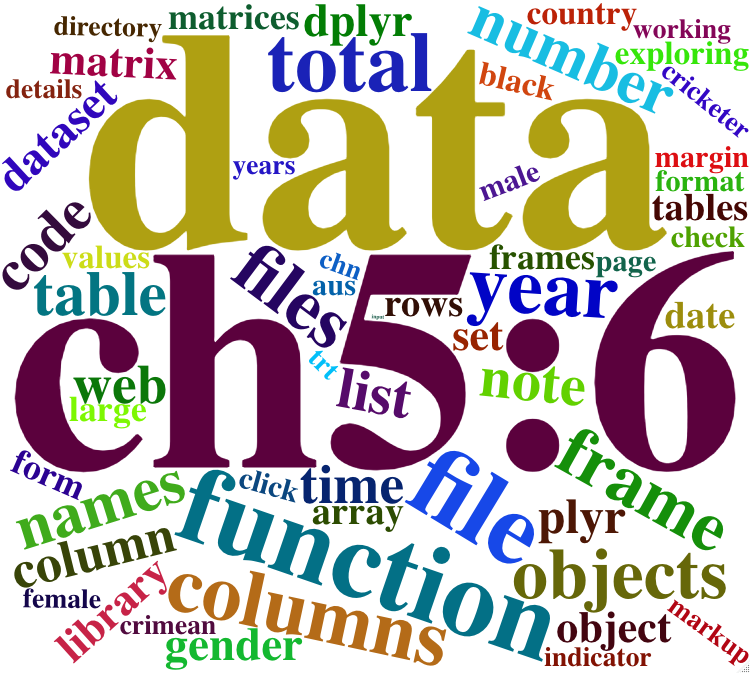 directory
matrices
dplyr
country
working
number
exploring
cricketer
matrix
total
black
details
dataset
data
years
male
margin
format
tables
check
code
values
files
chn
aus
frames
page
table
input
rows
year
set
date
ch5:6
trt
list
web
large
note
form
names
click
time
array
file
frame
plyr
column
function
objects
female
library
columns
crimean
gender
object
indicator
markup